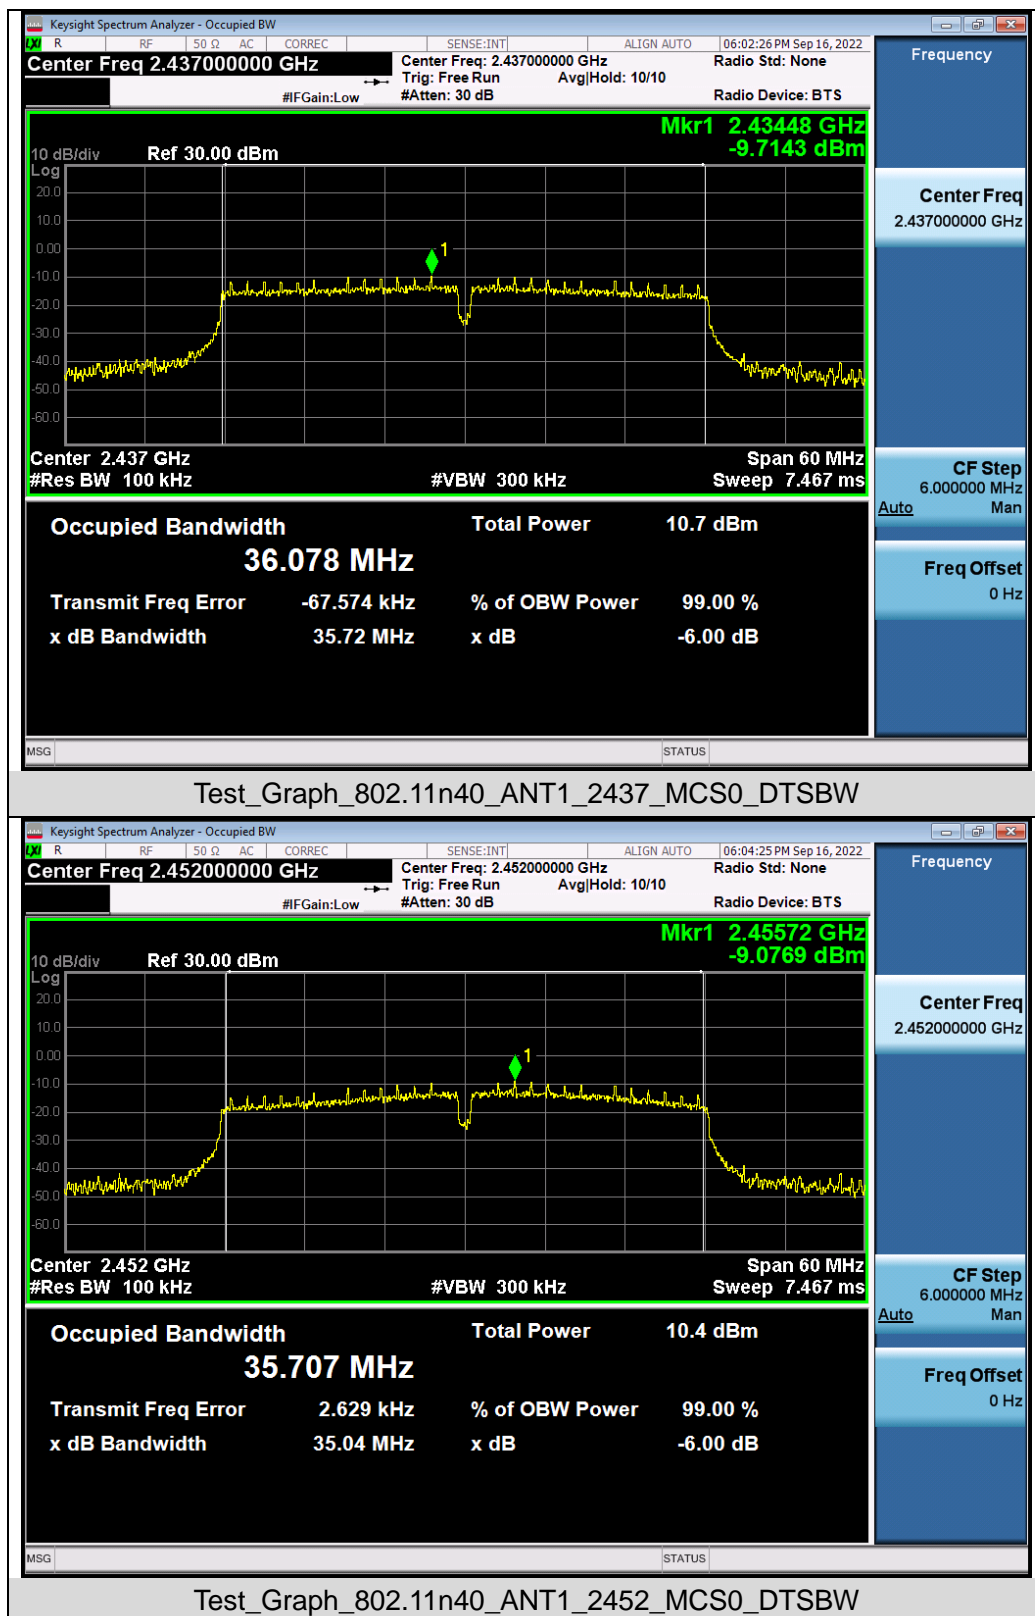 Keysight Spectrum Analyzer - Occupied BW
LXI R RF 50 Ω AC CORREC SENSE:INT ALIGN AUTO 06:02:26 PM Sep 16, 2022
Center Freq 2.437000000 GHz
Center Freq: 2.437000000 GHz
Radio Std: None
Trig: Free Run Avg|Hold: 10/10
#IFGain:Low
#Atten: 30 dB
Radio Device: BTS
Frequency
Mkr1 2.43448 GHz
-9.7143 dBm
10 dB/div Ref 30.00 dBm
Log
20.0
10.0
0.00
-10.0
-20.0
-30.0
-40.0
-50.0
-60.0
1
Center 2.437 GHz
Span 60 MHz
#Res BW 100 kHz
#VBW 300 kHz
Sweep 7.467 ms
Center Freq
2.437000000 GHz
CF Step
6.000000 MHz
Auto Man
Freq Offset
0 Hz
Occupied Bandwidth
Total Power 10.7 dBm
36.078 MHz
Transmit Freq Error -67.574 kHz % of OBW Power 99.00 %
x dB Bandwidth 35.72 MHz x dB -6.00 dB
MSG STATUS
Test_Graph_802.11n40_ANT1_2437_MCS0_DTSBW
Keysight Spectrum Analyzer - Occupied BW
LXI R RF 50 Ω AC CORREC SENSE:INT ALIGN AUTO 06:04:25 PM Sep 16, 2022
Center Freq 2.452000000 GHz
Center Freq: 2.452000000 GHz
Radio Std: None
Trig: Free Run Avg|Hold: 10/10
#IFGain:Low
#Atten: 30 dB
Radio Device: BTS
Frequency
Mkr1 2.45572 GHz
-9.0769 dBm
10 dB/div Ref 30.00 dBm
Log
20.0
10.0
0.00
-10.0
-20.0
-30.0
-40.0
-50.0
-60.0
1
Center 2.452 GHz
Span 60 MHz
#Res BW 100 kHz
#VBW 300 kHz
Sweep 7.467 ms
Center Freq
2.452000000 GHz
CF Step
6.000000 MHz
Auto Man
Freq Offset
0 Hz
Occupied Bandwidth
Total Power 10.4 dBm
35.707 MHz
Transmit Freq Error 2.629 kHz % of OBW Power 99.00 %
x dB Bandwidth 35.04 MHz x dB -6.00 dB
MSG STATUS
Test_Graph_802.11n40_ANT1_2452_MCS0_DTSBW